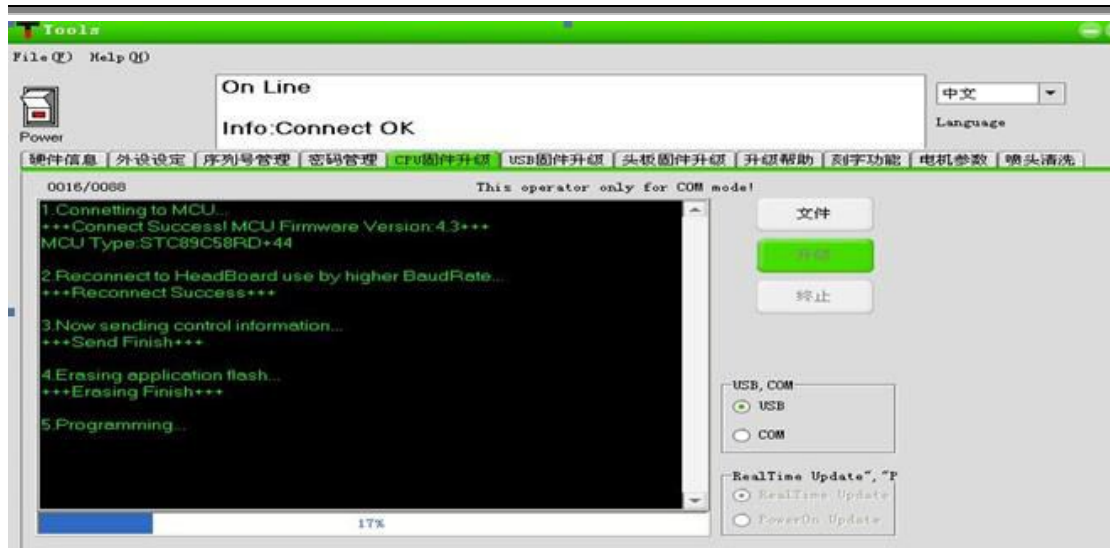 Tools
File(F) Help(H)
On Line
中文
Info:Connect OK
Language
Power
硬件信息 外设设定 序列号管理 密码管理 CPU固件升级 USB固件升级 头板固件升级 升级帮助 刻字功能 电机参数 喷头清洗
0016/0088 This operator only for COM mode!
1.Connetting to MCU...
+++Connect Success! MCU Firmware Version:4.3+++
MCU Type:STC89C58RD+44
2.Reconnect to HeadBoard use by higher BaudRate...
+++Reconnect Success+++
3.Now sending control information...
+++Send Finish+++
4.Erasing application flash...
+++Erasing Finish+++
5.Programming...
17%
文件
升级
终止
USB, COM
USB
COM
RealTime Update","P
RealTime Update
PowerOn Update